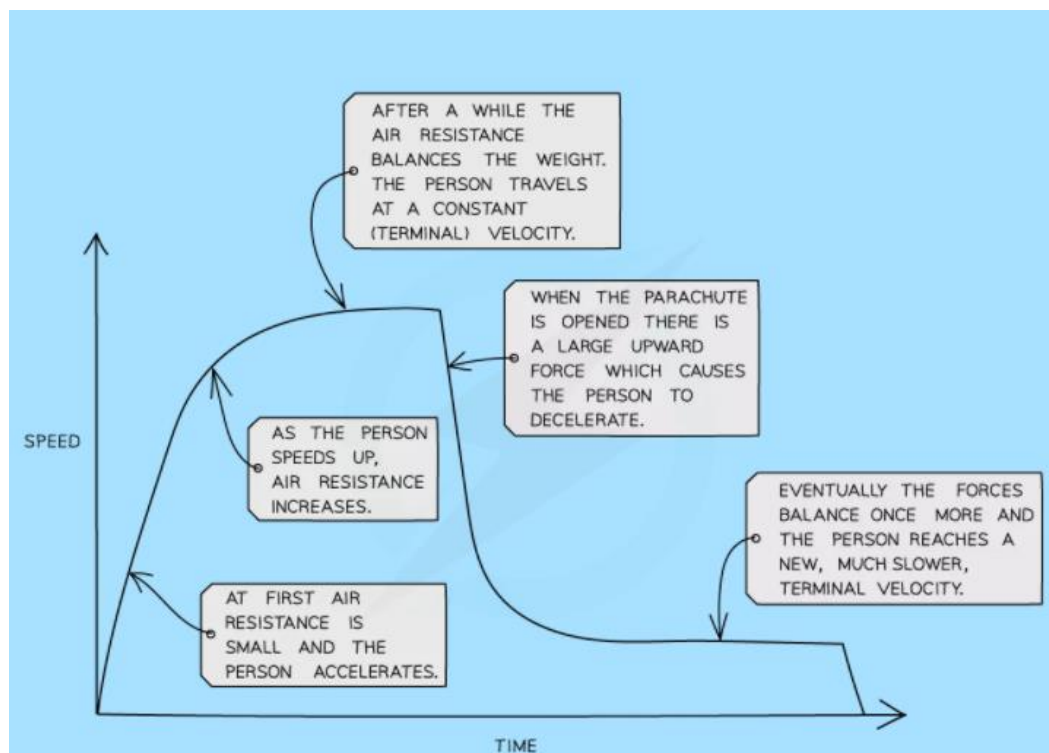 AFTER A WHILE THE
AIR RESISTANCE
BALANCES THE WEIGHT.
THE PERSON TRAVELS
AT A CONSTANT
(TERMINAL) VELOCITY.
WHEN THE PARACHUTE
IS OPENED THERE IS
A LARGE UPWARD
FORCE WHICH CAUSES
THE PERSON TO
DECELERATE.
SPEED
AS THE PERSON
SPEEDS UP,
AIR RESISTANCE
INCREASES.
EVENTUALLY THE FORCES
BALANCE ONCE MORE AND
THE PERSON REACHES A
NEW, MUCH SLOWER,
TERMINAL VELOCITY.
AT FIRST AIR
RESISTANCE IS
SMALL AND THE
PERSON ACCELERATES.
TIME